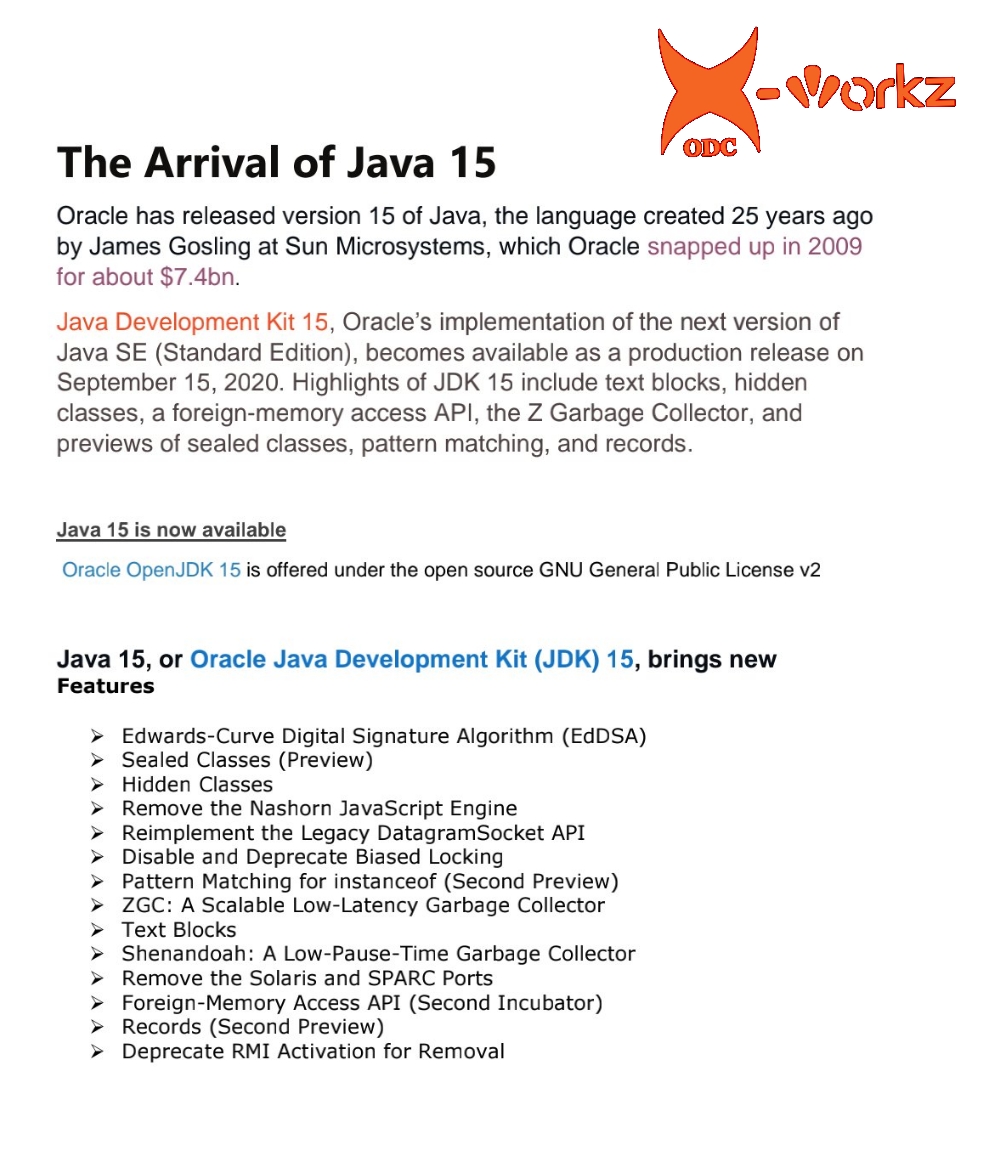 X-workz
ODC
The Arrival of Java 15
Oracle has released version 15 of Java, the language created 25 years ago
by James Gosling at Sun Microsystems, which Oracle snapped up in 2009
for about $7.4bn.
Java Development Kit 15, Oracle’s implementation of the next version of
Java SE (Standard Edition), becomes available as a production release on
September 15, 2020. Highlights of JDK 15 include text blocks, hidden
classes, a foreign-memory access API, the Z Garbage Collector, and
previews of sealed classes, pattern matching, and records.
Java 15 is now available
Oracle OpenJDK 15 is offered under the open source GNU General Public License v2
Java 15, or Oracle Java Development Kit (JDK) 15, brings new
Features
➢ Edwards-Curve Digital Signature Algorithm (EdDSA)
➢ Sealed Classes (Preview)
➢ Hidden Classes
➢ Remove the Nashorn JavaScript Engine
➢ Reimplement the Legacy DatagramSocket API
➢ Disable and Deprecate Biased Locking
➢ Pattern Matching for instanceof (Second Preview)
➢ ZGC: A Scalable Low-Latency Garbage Collector
➢ Text Blocks
➢ Shenandoah: A Low-Pause-Time Garbage Collector
➢ Remove the Solaris and SPARC Ports
➢ Foreign-Memory Access API (Second Incubator)
➢ Records (Second Preview)
➢ Deprecate RMI Activation for Removal